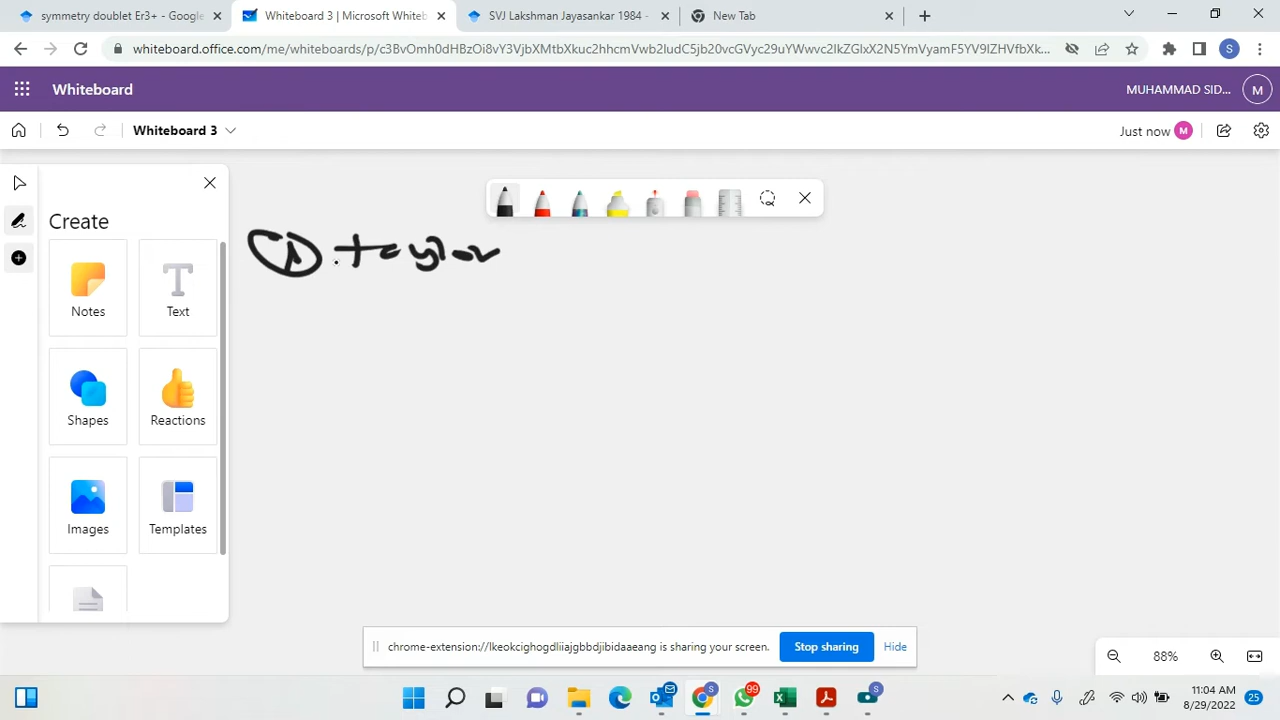 symmetry doublet Er3+ - Google
Whiteboard 3 | Microsoft Whiteb
SVJ Lakshman Jayasankar 1984 -
New Tab
whiteboard.office.com/me/whiteboards/p/c3BvOmh0dHBzOi8vY3VjbXMtbXkuc2hhcmVwb2ludC5jb20vcGVyc29uYWwvc2lkZGlxX2N5YmVyamF5YV9lZHVfbXk...
Whiteboard
MUHAMMAD SID...
M
Whiteboard 3
Just now
M
Create
Notes
Text
Shapes
Reactions
Images
Templates
① taylor
chrome-extension://lkeokcighogdliiajgbbdjibidaaeang is sharing your screen.
Stop sharing
Hide
88%
99
11:04 AM
8/29/2022
25